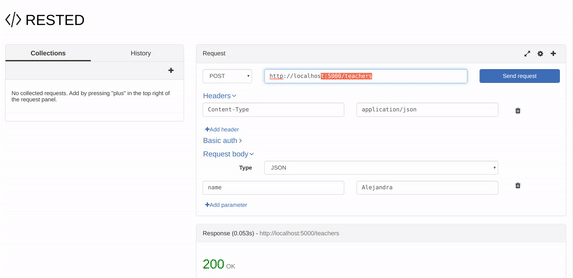 </> RESTED
Collections
History
+
No collected requests. Add by pressing "plus" in the top right of
the request panel.
Request
+
POST
http://localhost:5000/teachers
Send request
Headers
Content-Type
application/json
+Add header
Basic auth
Request body
Type
JSON
name
Alejandra
+Add parameter
Response (0.053s) - http://localhost:5000/teachers
200 OK